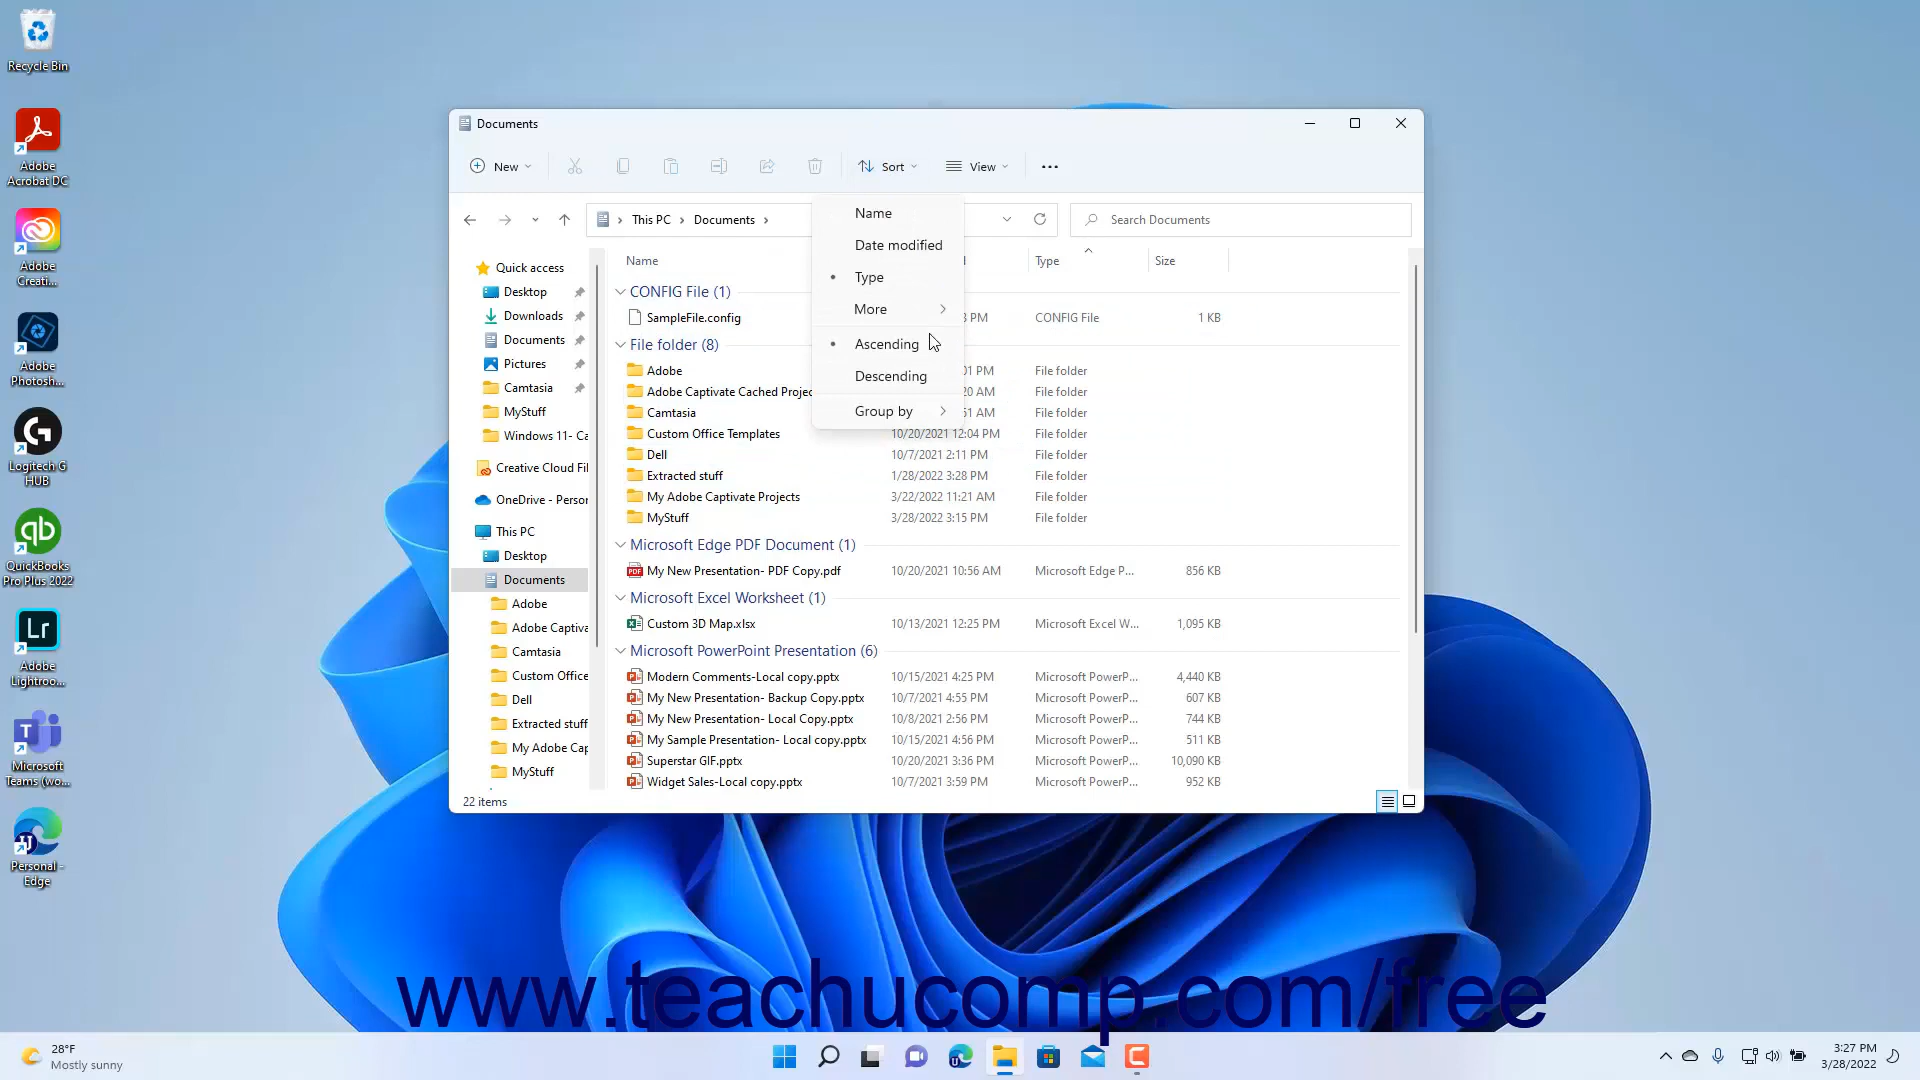 Recycle Bin
Adobe
Acrobat DC
Adobe
Creati...
Adobe
Photosh...
Logitech G
HUB
QuickBooks
Pro Plus 2022
Lr
Adobe
Lightroo...
Microsoft
Teams (wo...
Personal -
Edge
Documents
New
Sort
View
This PC
Documents
Search Documents
Name
Date modified
Type
More
Ascending
Descending
Group by
Quick access
Desktop
Downloads
Documents
Pictures
Camtasia
MyStuff
Windows 11- Ca
Creative Cloud Fil
OneDrive - Person
This PC
Desktop
Documents
Adobe
Adobe Captiva
Camtasia
Custom Office
Dell
Extracted stuff
My Adobe Cap
MyStuff
Name Type Size
CONFIG File (1)
SampleFile.config PM CONFIG File 1 KB
File folder (8)
Adobe 01 PM File folder
Adobe Captivate Cached Projec 20 AM File folder
Camtasia 51 AM File folder
Custom Office Templates 10/20/2021 12:04 PM File folder
Dell 10/7/2021 2:11 PM File folder
Extracted stuff 1/28/2022 3:28 PM File folder
My Adobe Captivate Projects 3/22/2022 11:21 AM File folder
MyStuff 3/28/2022 3:15 PM File folder
Microsoft Edge PDF Document (1)
My New Presentation- PDF Copy.pdf 10/20/2021 10:56 AM Microsoft Edge P... 856 KB
Microsoft Excel Worksheet (1)
Custom 3D Map.xlsx 10/13/2021 12:25 PM Microsoft Excel W... 1,095 KB
Microsoft PowerPoint Presentation (6)
Modern Comments-Local copy.pptx 10/15/2021 4:25 PM Microsoft PowerP... 4,440 KB
My New Presentation- Backup Copy.pptx 10/7/2021 4:55 PM Microsoft PowerP... 607 KB
My New Presentation- Local Copy.pptx 10/8/2021 2:56 PM Microsoft PowerP... 744 KB
My Sample Presentation- Local copy.pptx 10/15/2021 4:56 PM Microsoft PowerP... 511 KB
Superstar GIF.pptx 10/20/2021 3:36 PM Microsoft PowerP... 10,090 KB
Widget Sales-Local copy.pptx 10/7/2021 3:59 PM Microsoft PowerP... 952 KB
22 items
www.teachucomp.com/free
28°F
Mostly sunny
3:27 PM
3/28/2022